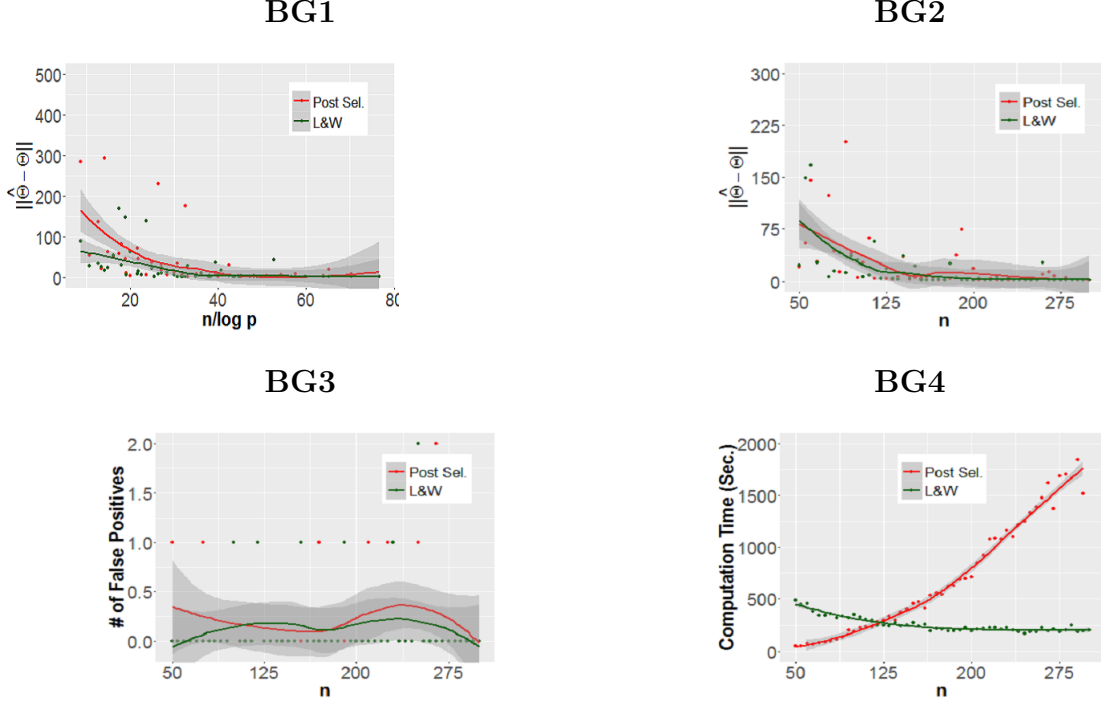 BG1
500
400
300
200
100
0
||Θ̂ − Θ||
Post Sel.
L&W
20
40
60
80
n/log p
BG2
300
225
150
75
0
||Θ̂ − Θ||
Post Sel.
L&W
50
125
200
275
n
BG3
2.0
1.5
1.0
0.5
0.0
# of False Positives
Post Sel.
L&W
50
125
200
275
n
BG4
2000
1500
1000
500
0
Computation Time (Sec.)
Post Sel.
L&W
50
125
200
275
n